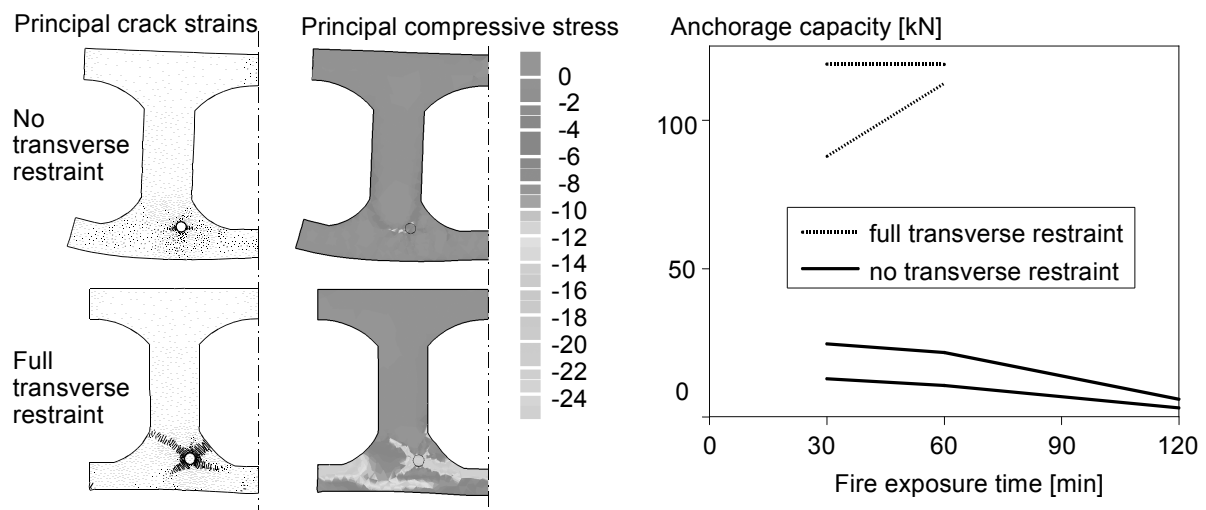 Principal crack strains
Principal compressive stress
Anchorage capacity [kN]
No
transverse
restraint
Full
transverse
restraint
0
-2
-4
-6
-8
-10
-12
-14
-16
-18
-20
-22
-24
100
50
0
full transverse restraint
no transverse restraint
0
30
60
90
120
Fire exposure time [min]